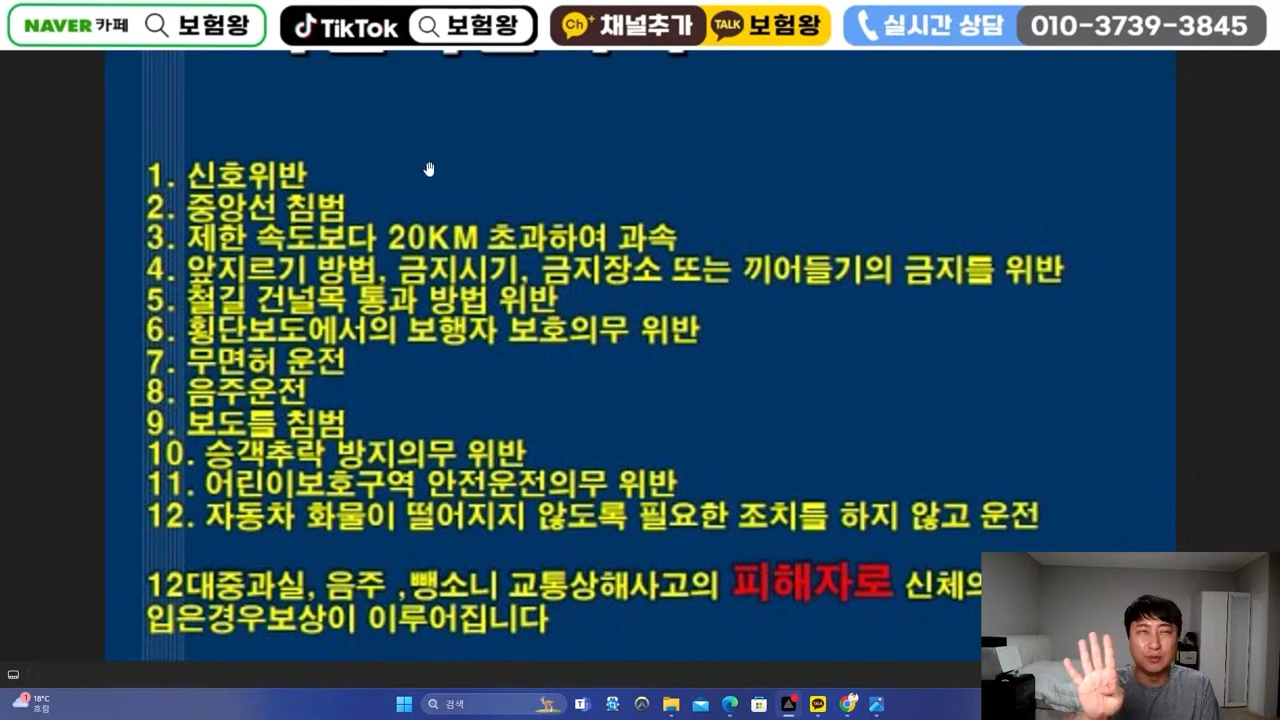 NAVER 카페 보험왕
TikTok 보험왕
Ch+ 채널추가 TALK 보험왕
실시간 상담 010-3739-3845
1. 신호위반
2. 중앙선 침범
3. 제한 속도보다 20KM 초과하여 과속
4. 앞지르기 방법, 금지시기, 금지장소 또는 끼어들기의 금지를 위반
5. 철길 건널목 통과 방법 위반
6. 횡단보도에서의 보행자 보호의무 위반
7. 무면허 운전
8. 음주운전
9. 보도를 침범
10. 승객추락 방지의무 위반
11. 어린이보호구역 안전운전의무 위반
12. 자동차 화물이 떨어지지 않도록 필요한 조치를 하지 않고 운전
12대중과실, 음주 ,뺑소니 교통상해사고의 피해자로 신체의
입은경우보상이 이루어집니다
1
18°C
흐림
검색
TALK